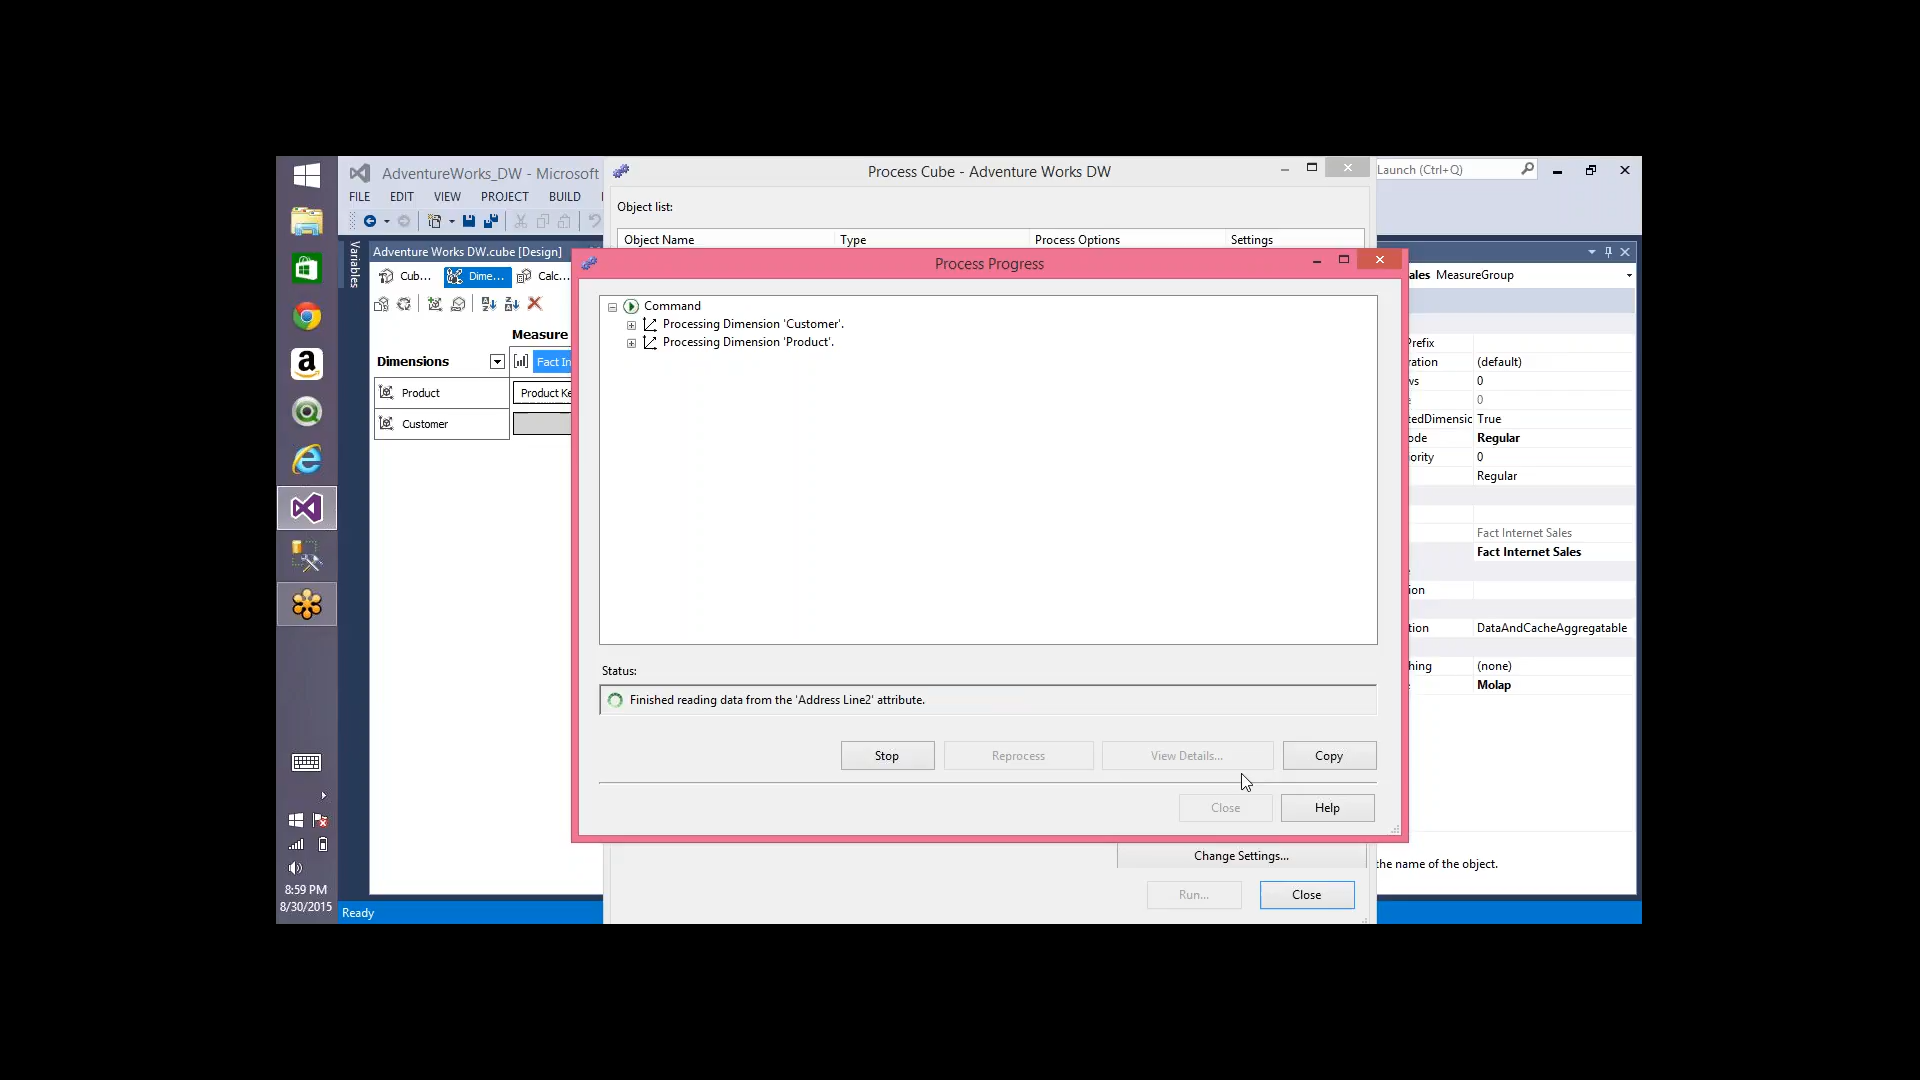 AdventureWorks_DW - Microsoft
Process Cube - Adventure Works DW
Launch (Ctrl+Q)
FILE EDIT VIEW PROJECT BUILD
Object list:
Object Name Type Process Options Settings
Variables
Adventure Works DW.cube [Design]
Cub... Dime... Calc...
Process Progress
ales MeasureGroup
Command
Processing Dimension 'Customer'.
Processing Dimension 'Product'.
Measure
Dimensions
Fact In
Product
Product Ke
Customer
Prefix
ration (default)
ws 0
e 0
tedDimensic True
ode Regular
iority 0
Regular
Fact Internet Sales
Fact Internet Sales
ion
tion DataAndCacheAggregatable
hing (none)
e Molap
Status:
Finished reading data from the 'Address Line2' attribute.
Stop Reprocess View Details... Copy
Close Help
Change Settings...
the name of the object.
Run... Close
8:59 PM
8/30/2015
Ready